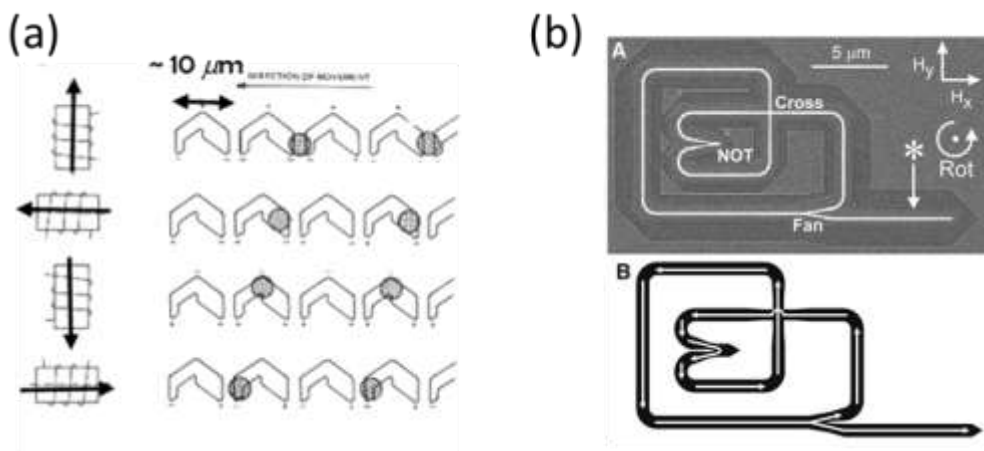 (a)
~ 10 μm
DIRECTION OF MOVEMENT
(b)
A
5 μm
Hy
Hx
Cross
NOT
*
Rot
Fan
B